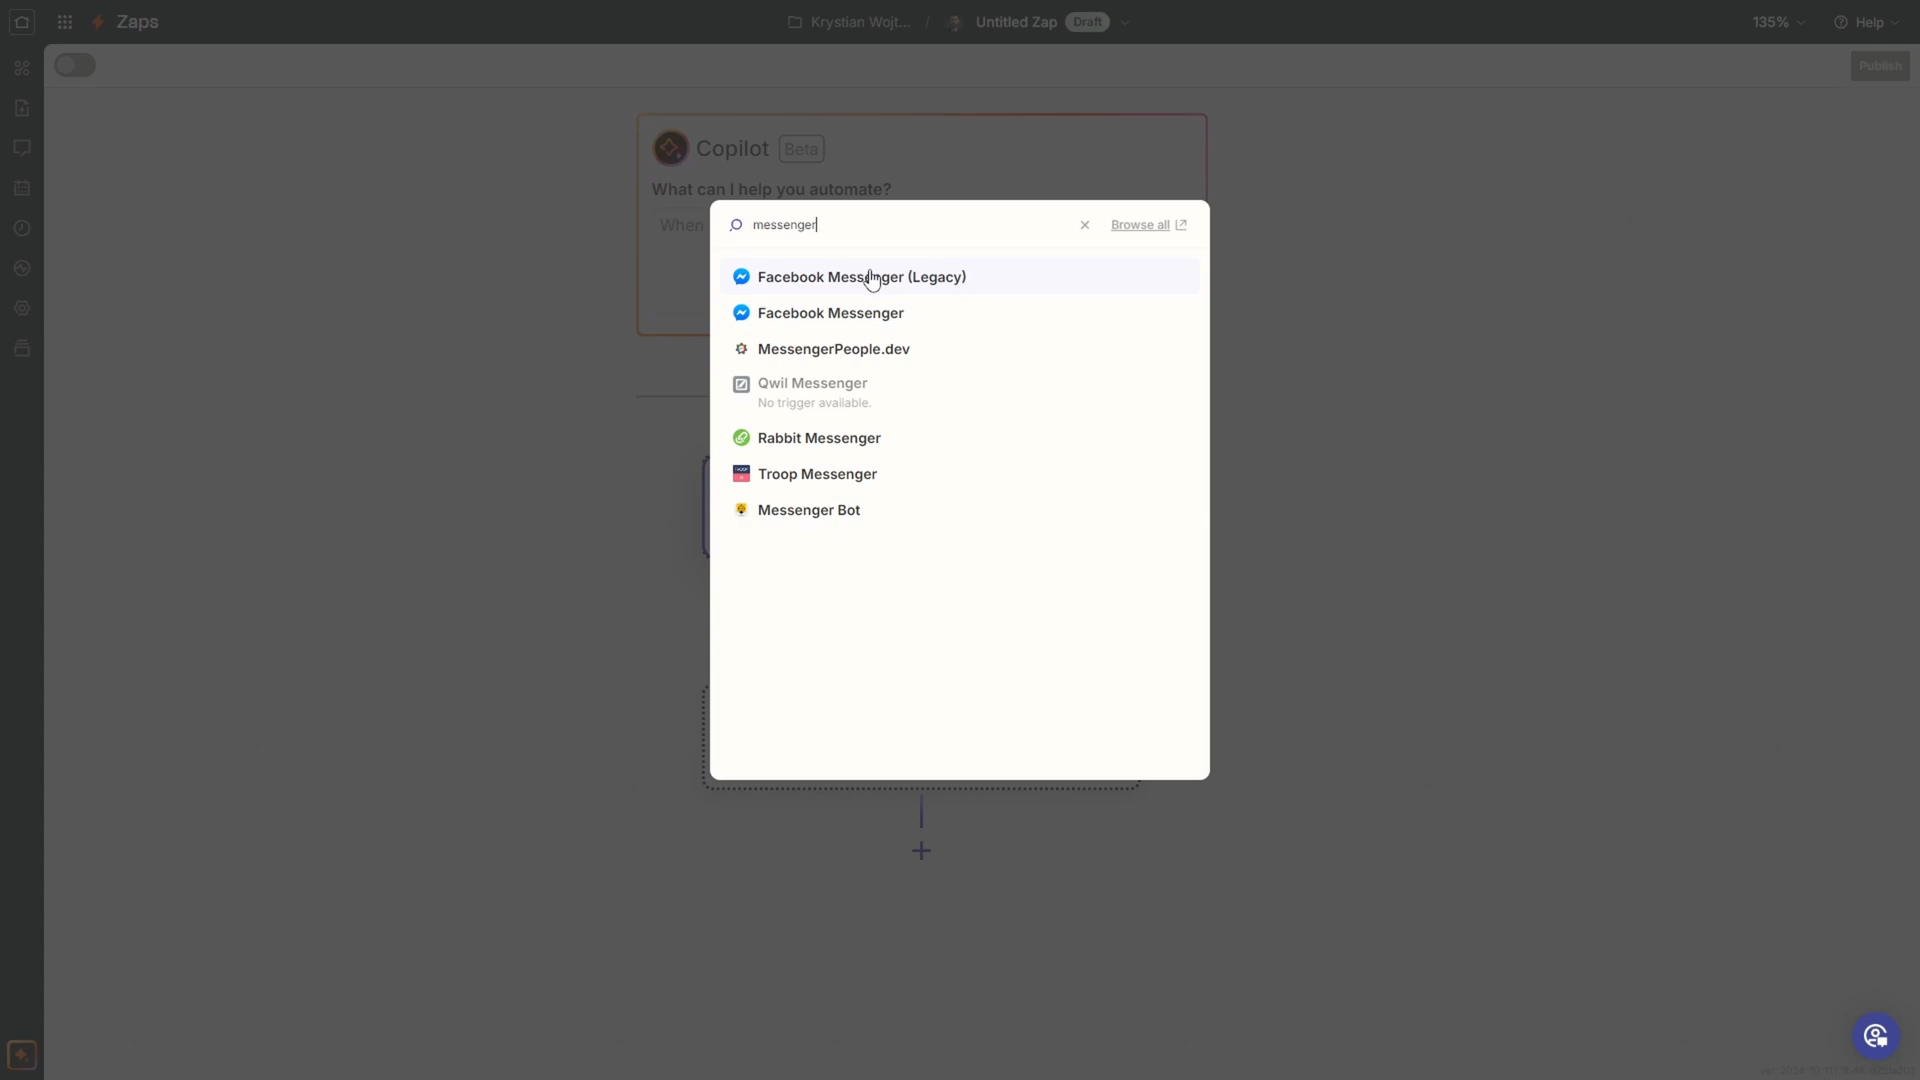 Zaps
Krystian Wojt... / Untitled Zap Draft
135%
Help
Publish
Copilot Beta
What can I help you automate?
When
messenger
Browse all
Facebook Messenger (Legacy)
Facebook Messenger
MessengerPeople.dev
Qwil Messenger
No trigger available.
Rabbit Messenger
Troop Messenger
Messenger Bot